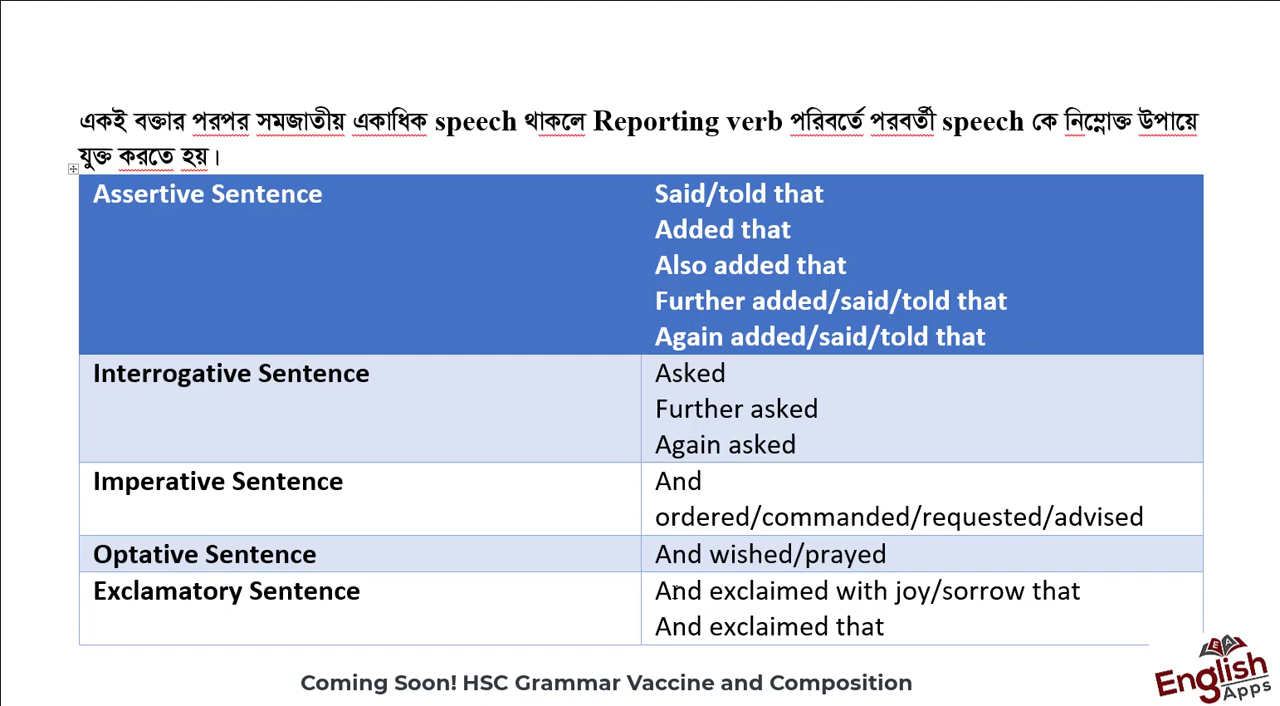 একই বক্তার পরপর সমজাতীয় একাধিক speech থাকলে Reporting verb পরিবর্তে পরবর্তী speech কে নিম্নোক্ত উপায়ে
যুক্ত করতে হয়।
Assertive Sentence
Said/told that
Added that
Also added that
Further added/said/told that
Again added/said/told that
Interrogative Sentence
Asked
Further asked
Again asked
Imperative Sentence
And
ordered/commanded/requested/advised
Optative Sentence
And wished/prayed
Exclamatory Sentence
And exclaimed with joy/sorrow that
And exclaimed that
Coming Soon! HSC Grammar Vaccine and Composition
EA
English
Apps